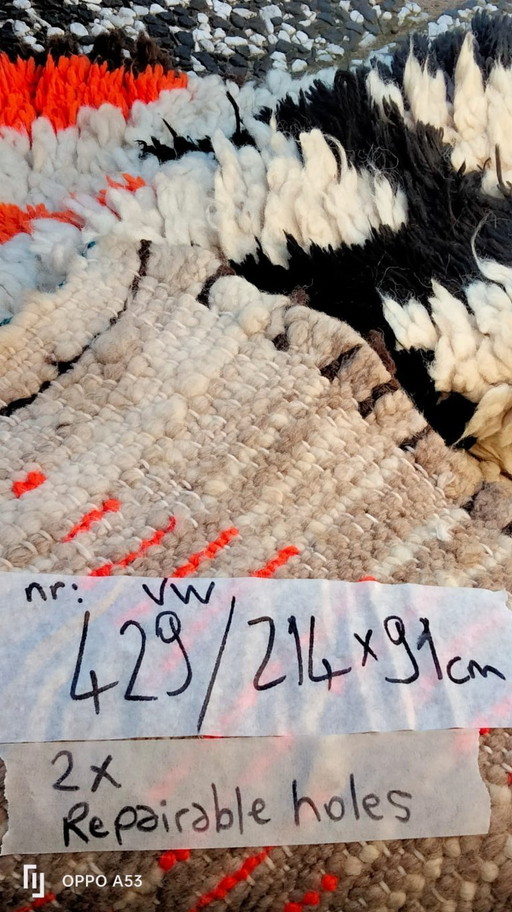 nr: VW
429/214x91cm
2x
Repairable holes
OPPO A53